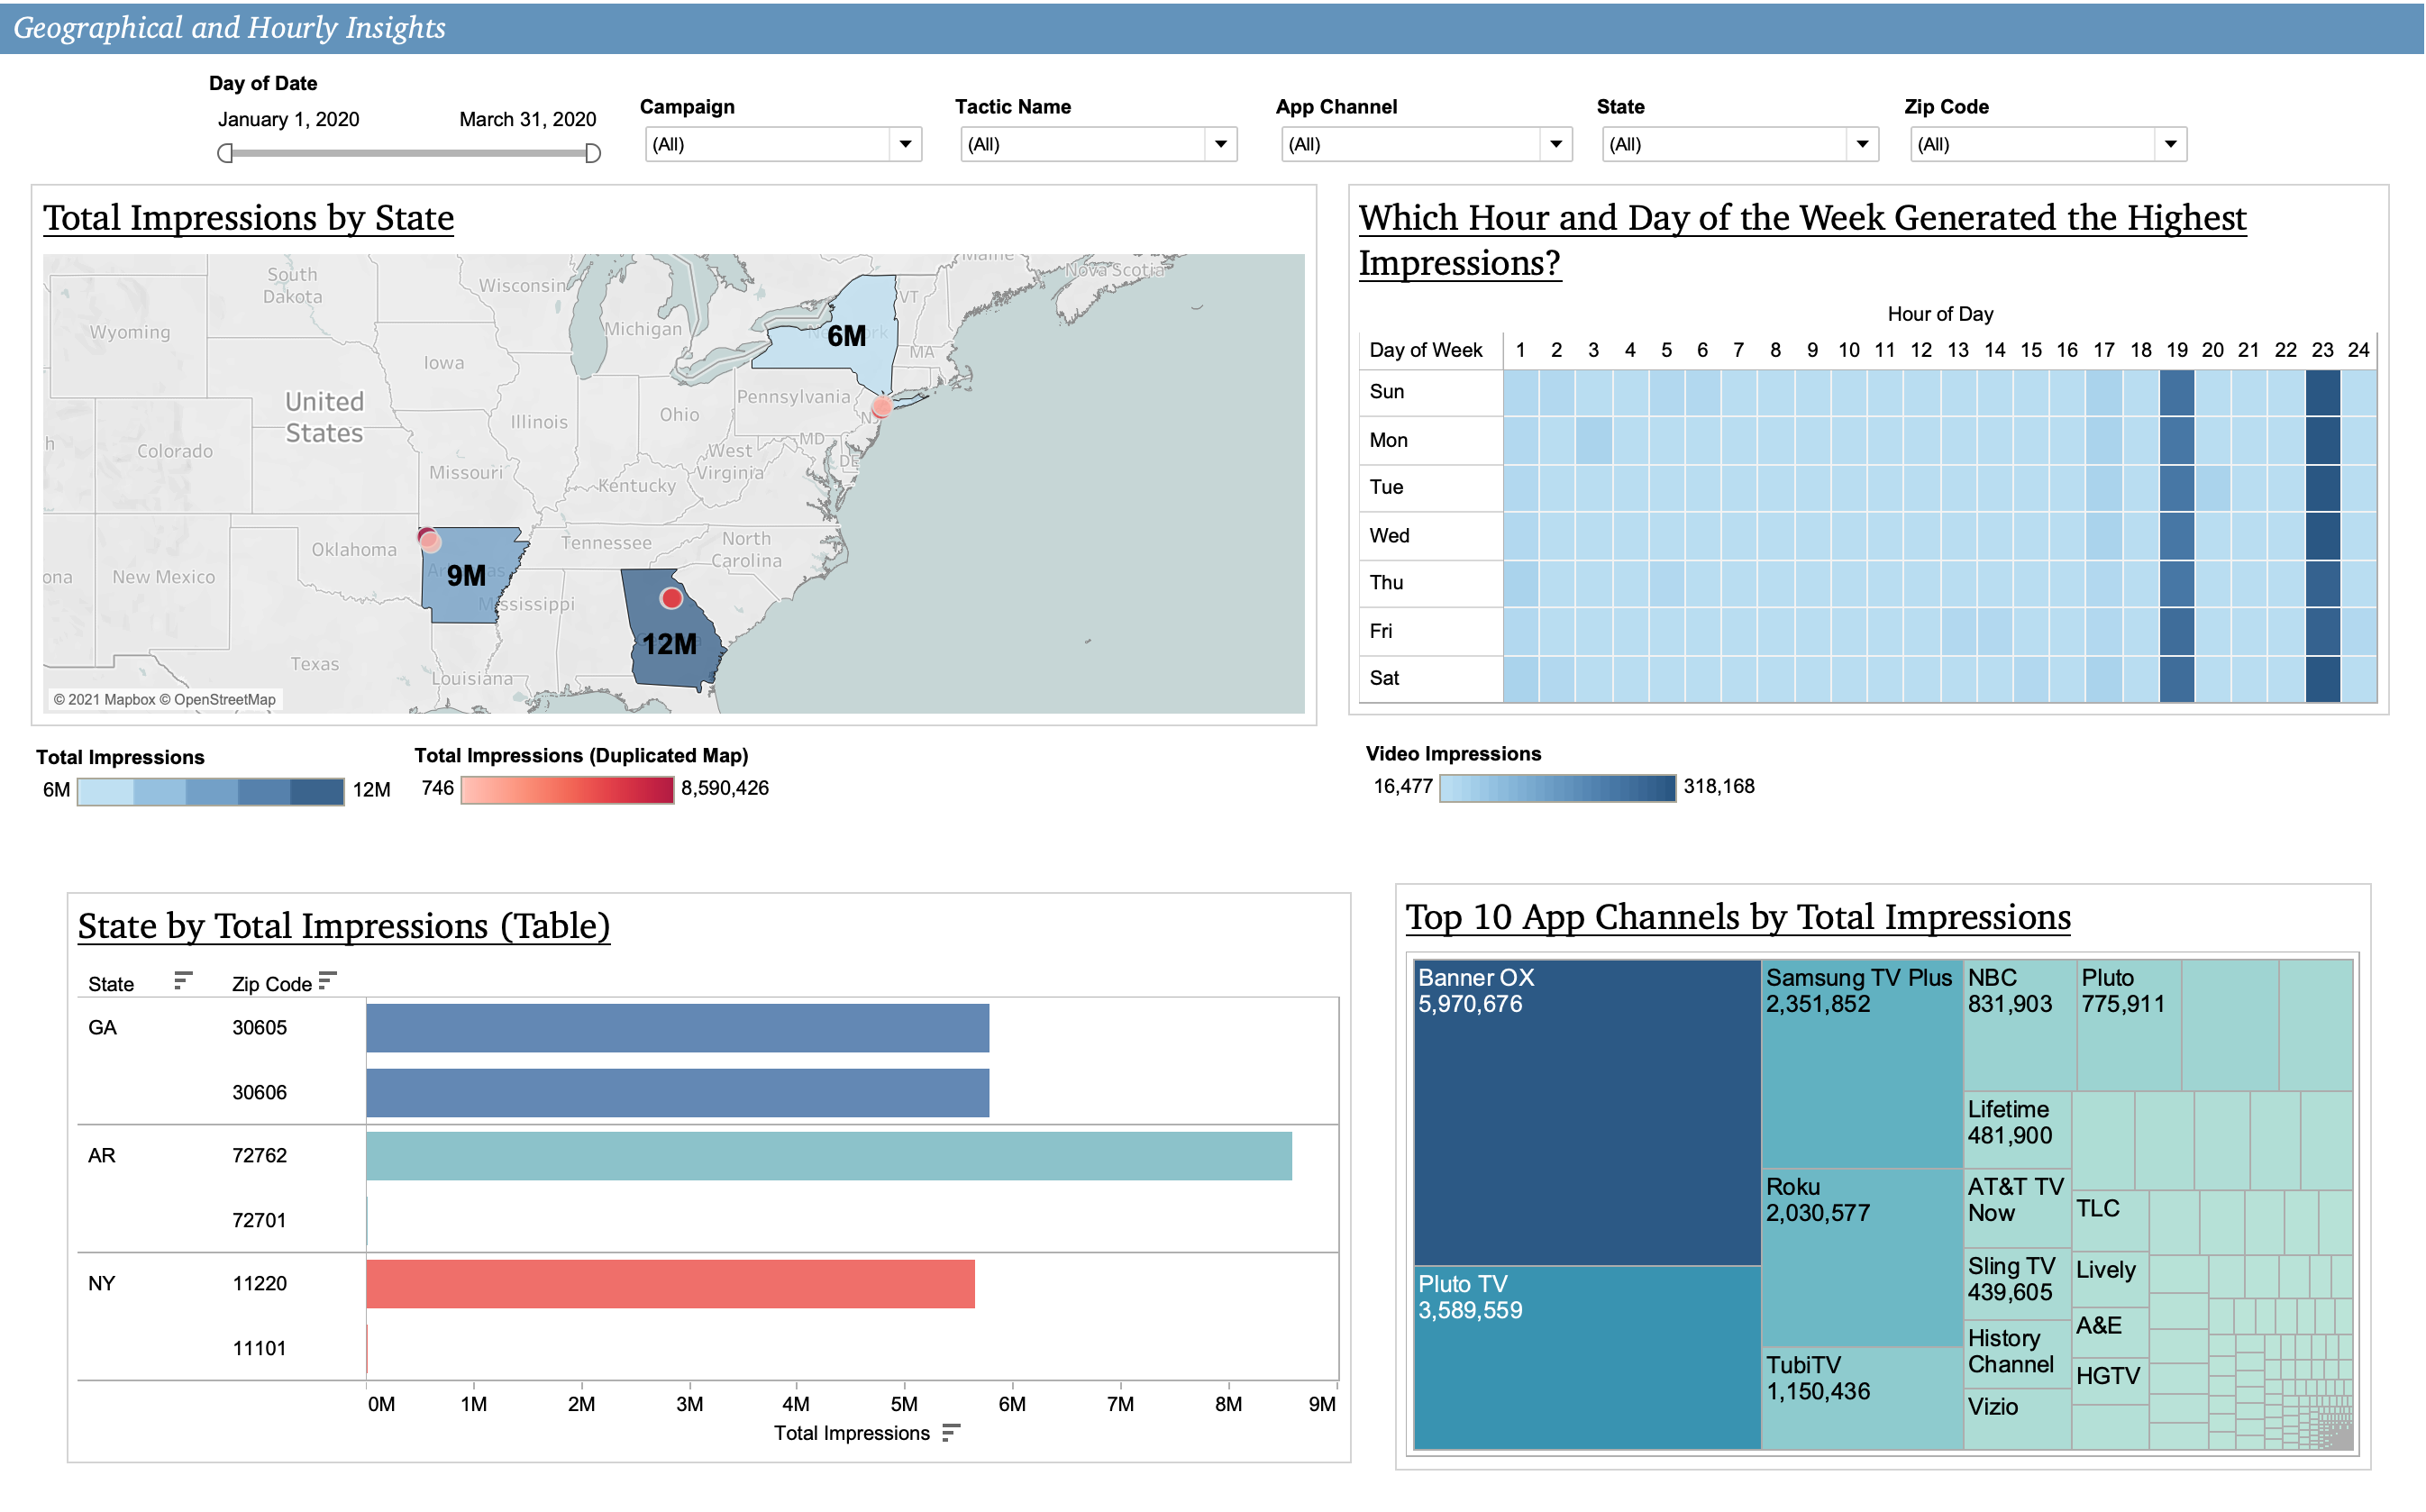 Geographical and Hourly Insights
Day of Date
January 1, 2020 March 31, 2020
Campaign
(All)
Tactic Name
(All)
App Channel
(All)
State
(All)
Zip Code
(All)
Total Impressions by State
South
Dakota
Wisconsin
Maine
Nova Scotia
Wyoming
Michigan
6M
VT
MA
Iowa
United
States
Illinois
Ohio
Pennsylvania
NJ
Colorado
Missouri
West
Virginia
MD
DE
Kentucky
Oklahoma
Tennessee
North
Carolina
ona
New Mexico
9M
Mississippi
12M
Texas
Louisiana
© 2021 Mapbox © OpenStreetMap
Total Impressions
6M 12M
Total Impressions (Duplicated Map)
746 8,590,426
Which Hour and Day of the Week Generated the Highest
Impressions?
Hour of Day
Day of Week 1 2 3 4 5 6 7 8 9 10 11 12 13 14 15 16 17 18 19 20 21 22 23 24
Sun
Mon
Tue
Wed
Thu
Fri
Sat
Video Impressions
16,477 318,168
State by Total Impressions (Table)
State Zip Code
GA 30605
30606
AR 72762
72701
NY 11220
11101
0M 1M 2M 3M 4M 5M 6M 7M 8M 9M
Total Impressions
Top 10 App Channels by Total Impressions
Banner OX
5,970,676
Pluto TV
3,589,559
Samsung TV Plus
2,351,852
Roku
2,030,577
TubiTV
1,150,436
NBC
831,903
Pluto
775,911
Lifetime
481,900
AT&T TV
Now
Sling TV
439,605
History
Channel
Vizio
TLC
Lively
A&E
HGTV